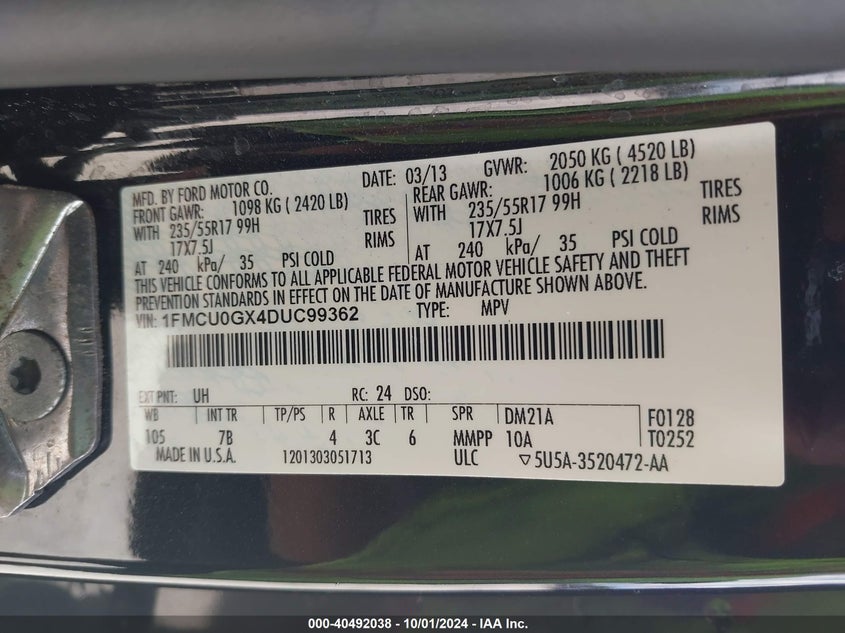 MFD. BY FORD MOTOR CO. DATE: 03/13 GVWR: 2050 KG ( 4520 LB)
FRONT GAWR: 1098 KG ( 2420 LB) REAR GAWR: 1006 KG ( 2218 LB)
WITH 235/55R17 99H TIRES WITH 235/55R17 99H TIRES
17X7.5J RIMS 17X7.5J RIMS
AT 240 kPa/ 35 PSI COLD AT 240 kPa/ 35 PSI COLD
THIS VEHICLE CONFORMS TO ALL APPLICABLE FEDERAL MOTOR VEHICLE SAFETY AND THEFT
PREVENTION STANDARDS IN EFFECT ON THE DATE OF MANUFACTURE SHOWN ABOVE.
VIN: 1FMCU0GX4DUC99362 TYPE: MPV
EXT PNT: UH RC: 24 DSO:
WB INT TR TP/PS R AXLE TR SPR DM21A F0128
105 7B 4 3C 6 MMPP 10A T0252
MADE IN U.S.A. 1201303051713 ULC ▽5U5A-3520472-AA
000-40492038 - 10/01/2024 - IAA Inc.